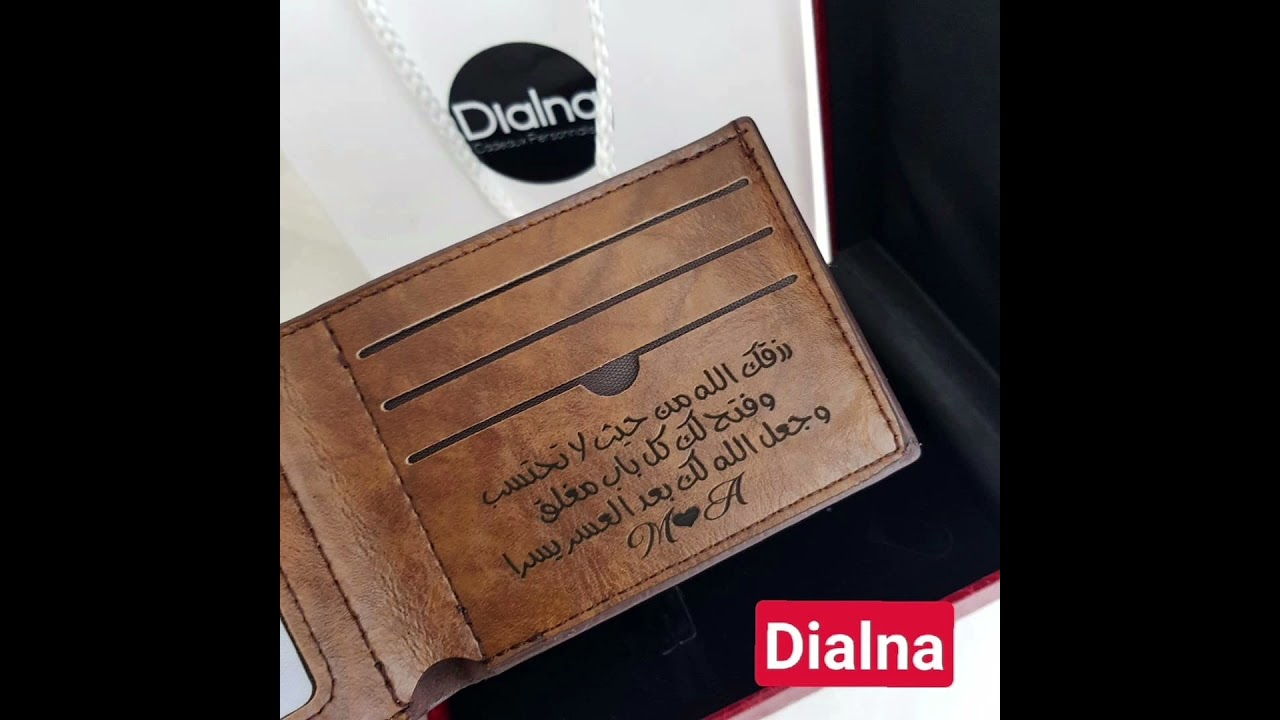 Dialna
Cadeaux
رزقك الله من حيث لا تحتسب
وفتح لك كل باب مغلق
وجعل الله لك بعد العسر يسرا
M♥A
Dialna